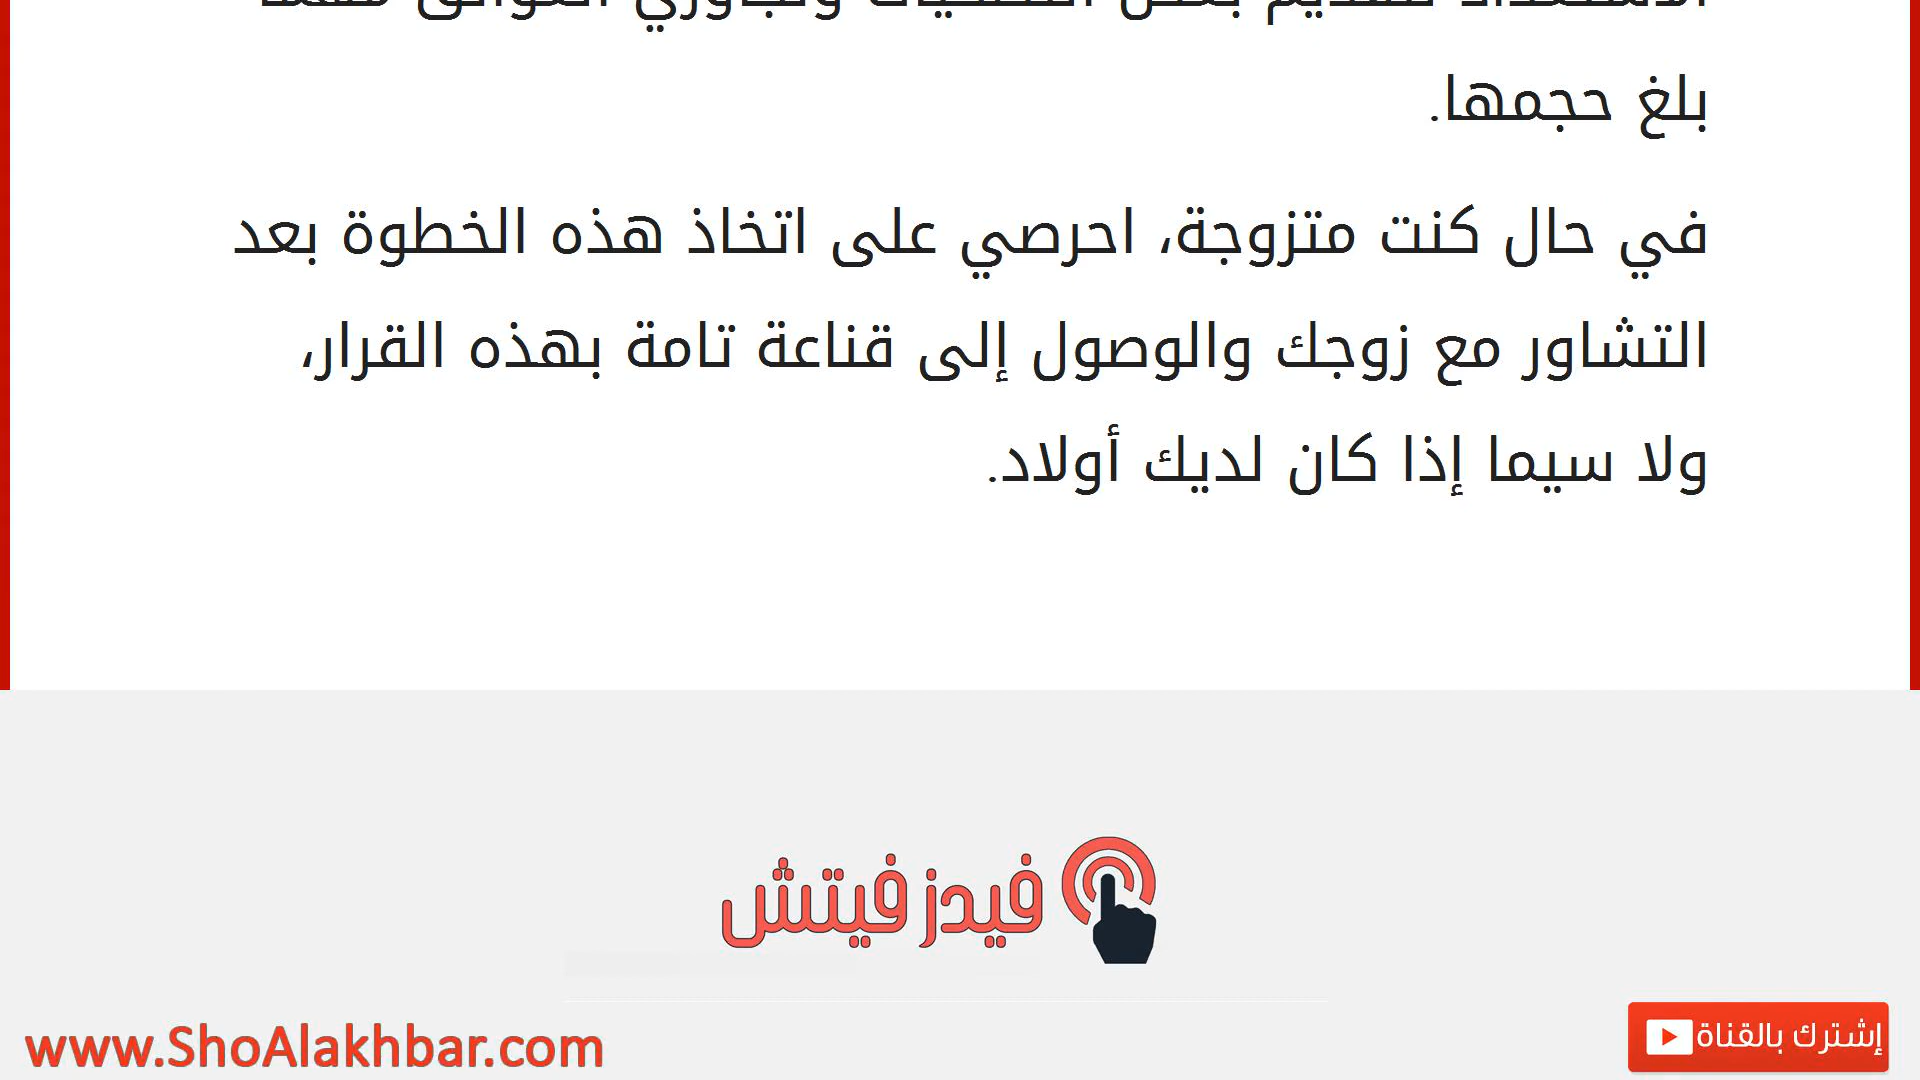 بلغ حجمها.
في حال كنت متزوجة، احرصي على اتخاذ هذه الخطوة بعد
التشاور مع زوجك والوصول إلى قناعة تامة بهذه القرار،
ولا سيما إذا كان لديك أولاد.
فيدز فيتش
www.ShoAlakhbar.com
إشترك بالقناة